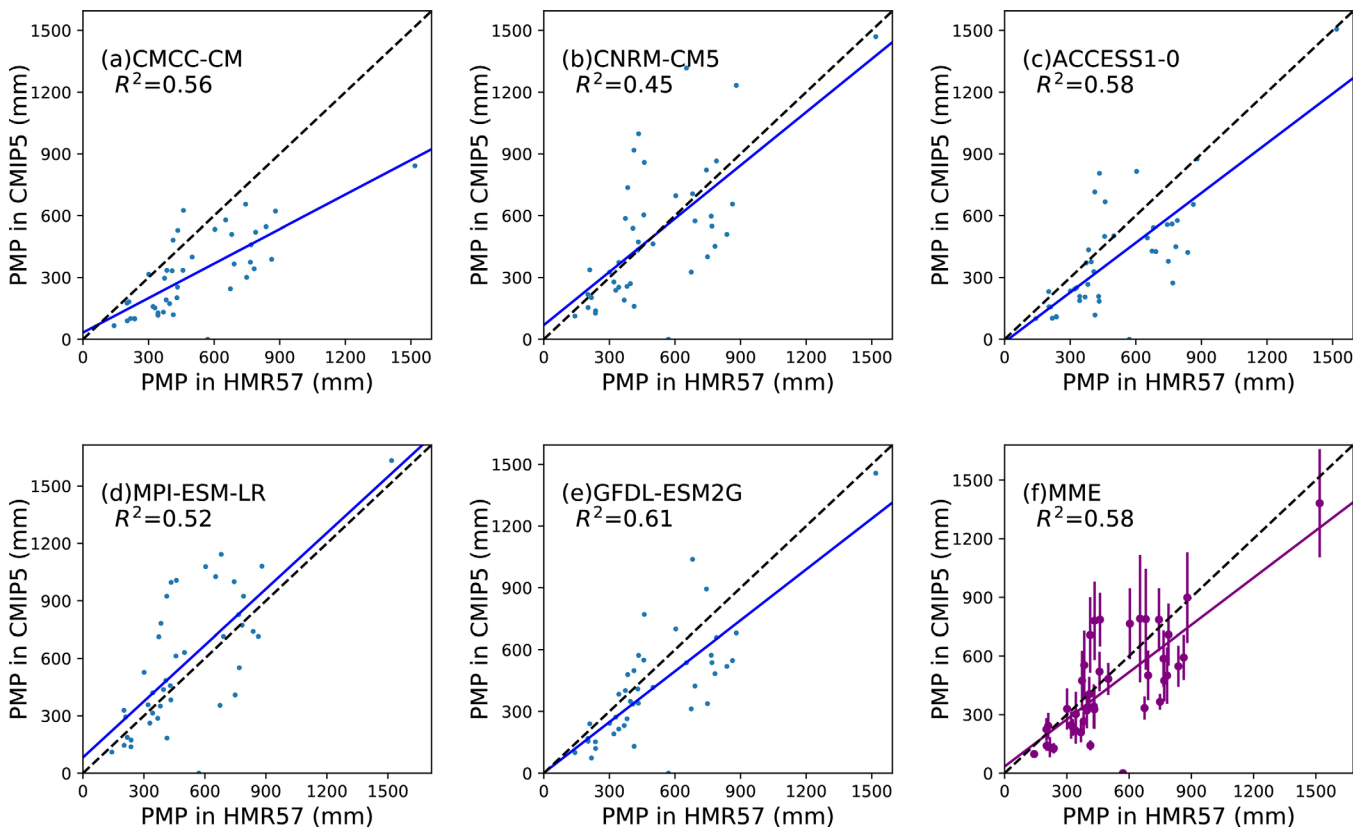 (a)CMCC-CM
R²=0.56
PMP in CMIP5 (mm)
1500
1200
900
600
300
0
0 300 600 900 1200 1500
PMP in HMR57 (mm)
(b)CNRM-CM5
R²=0.45
PMP in CMIP5 (mm)
1500
1200
900
600
300
0
0 300 600 900 1200 1500
PMP in HMR57 (mm)
(c)ACCESS1-0
R²=0.58
PMP in CMIP5 (mm)
1500
1200
900
600
300
0
0 300 600 900 1200 1500
PMP in HMR57 (mm)
(d)MPI-ESM-LR
R²=0.52
PMP in CMIP5 (mm)
1500
1200
900
600
300
0
0 300 600 900 1200 1500
PMP in HMR57 (mm)
(e)GFDL-ESM2G
R²=0.61
PMP in CMIP5 (mm)
1500
1200
900
600
300
0
0 300 600 900 1200 1500
PMP in HMR57 (mm)
(f)MME
R²=0.58
PMP in CMIP5 (mm)
1500
1200
900
600
300
0
0 300 600 900 1200 1500
PMP in HMR57 (mm)